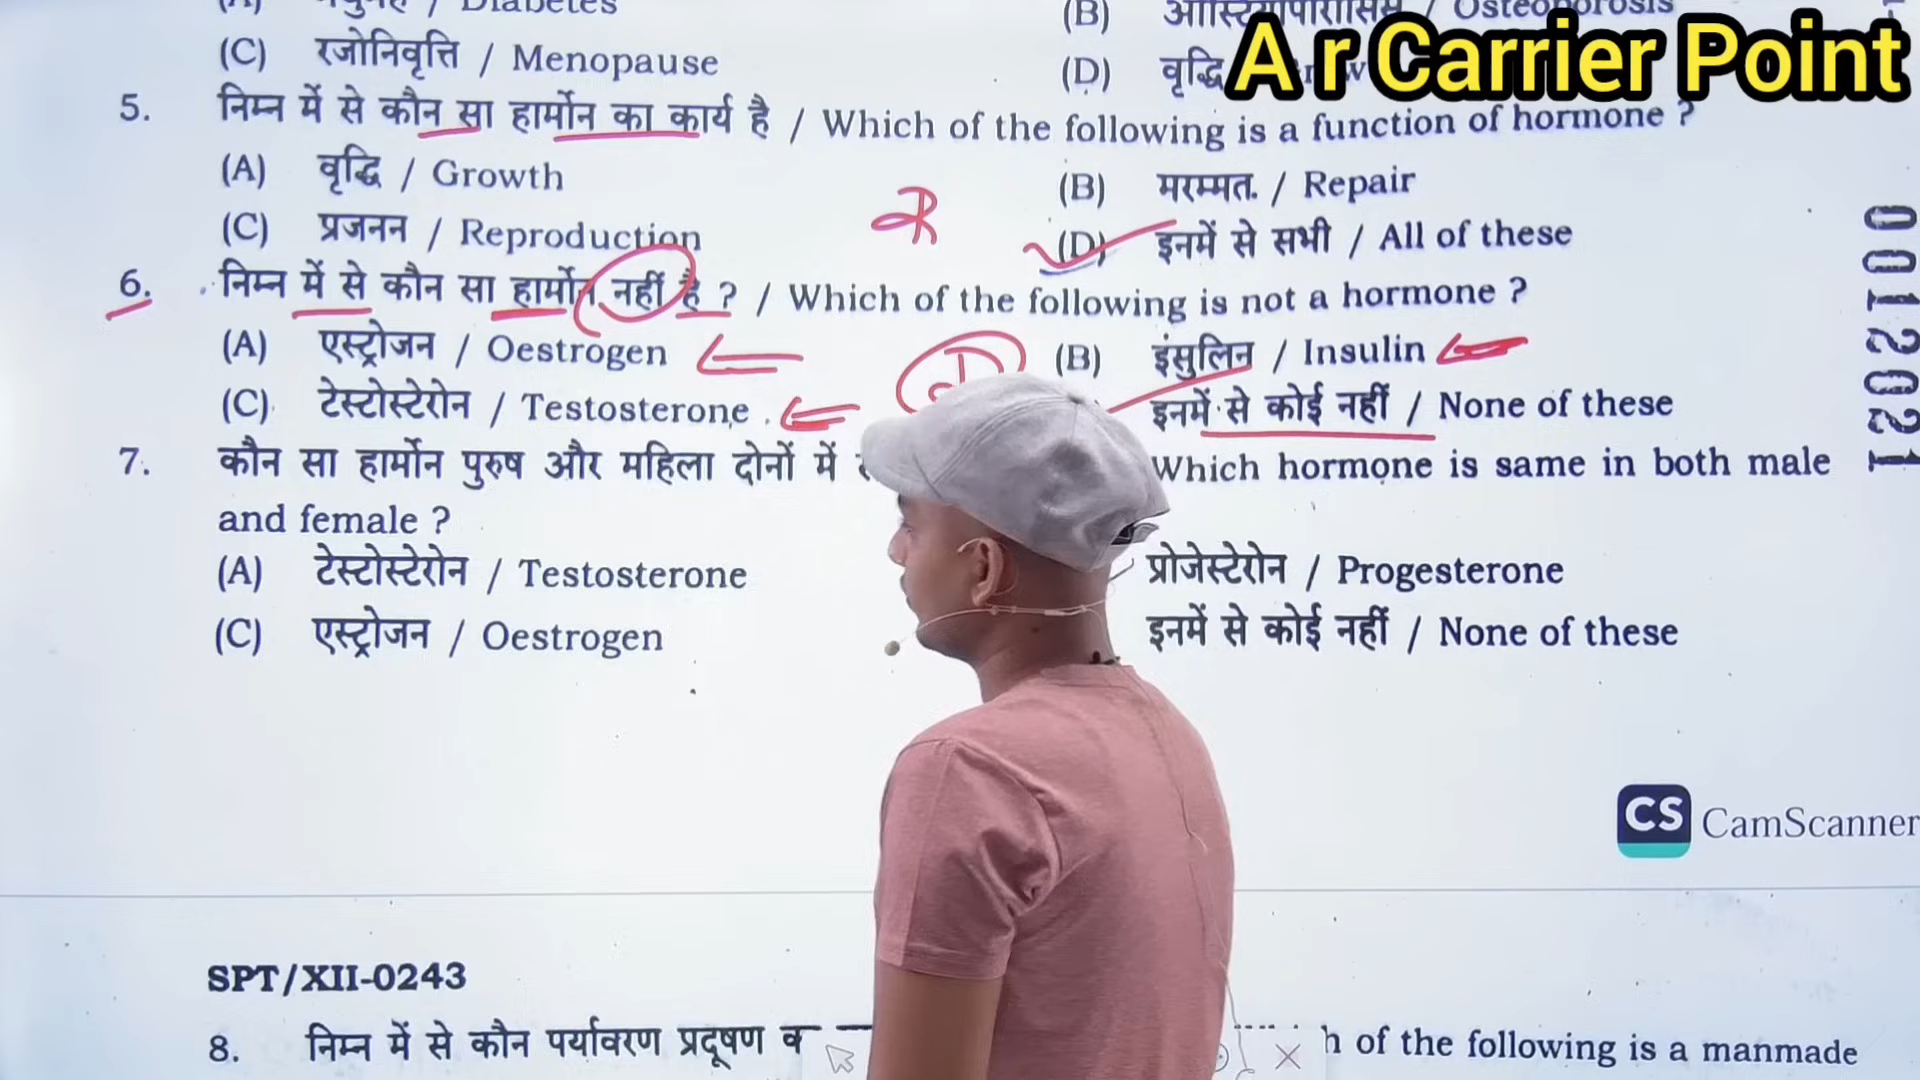 Diabetes (B) / Osteoporosis
A r Carrier Point
(C) रजोनिवृत्ति / Menopause (D) वृद्धि
5. निम्न में से कौन सा हार्मोन का कार्य है / Which of the following is a function of hormone ?
(A) वृद्धि / Growth (B) मरम्मत. / Repair
(C) प्रजनन / Reproduction (D) इनमें से सभी / All of these
6. निम्न में से कौन सा हार्मोन नहीं है ? / Which of the following is not a hormone ?
(A) एस्ट्रोजन / Oestrogen (B) इंसुलिन / Insulin
(C) टेस्टोस्टेरोन / Testosterone इनमें से कोई नहीं / None of these
7. कौन सा हार्मोन पुरुष और महिला दोनों में Which hormone is same in both male
and female ?
(A) टेस्टोस्टेरोन / Testosterone प्रोजेस्टेरोन / Progesterone
(C) एस्ट्रोजन / Oestrogen इनमें से कोई नहीं / None of these
0012021
CS CamScanner
SPT/XII-0243
8. निम्न में से कौन पर्यावरण प्रदूषण of the following is a manmade